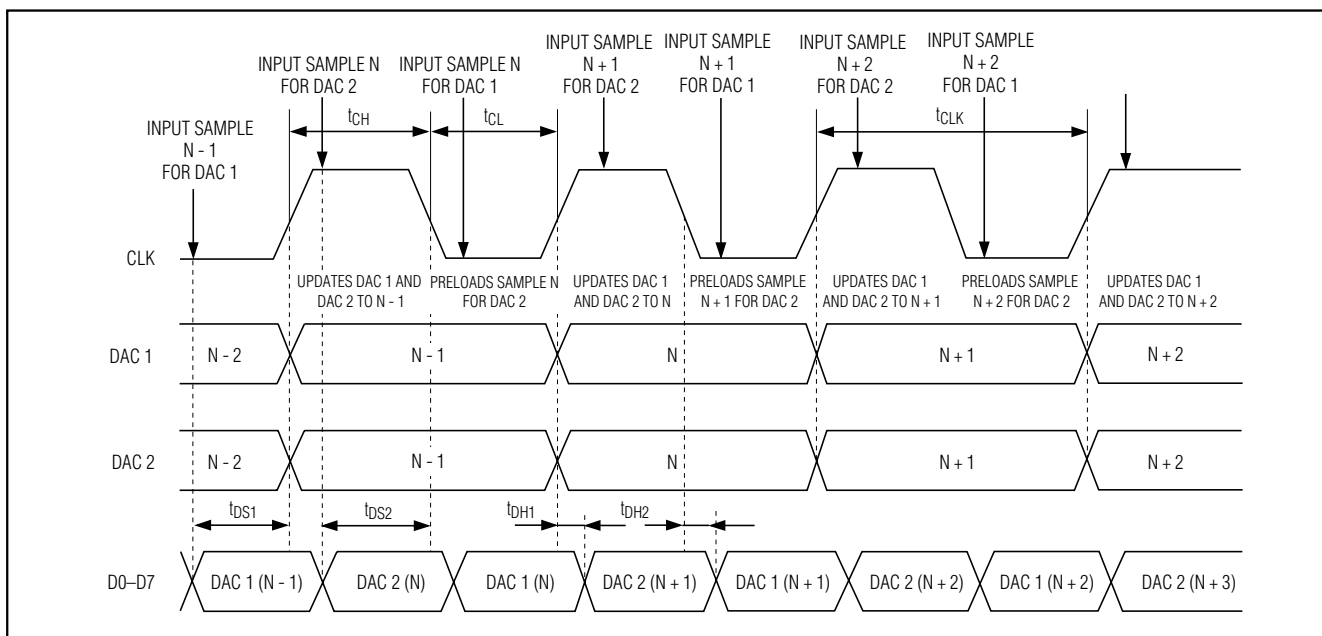 INPUT SAMPLE
N - 1
FOR DAC 1
INPUT SAMPLE N
FOR DAC 2
INPUT SAMPLE N
FOR DAC 1
INPUT SAMPLE
N + 1
FOR DAC 2
INPUT SAMPLE
N + 1
FOR DAC 1
INPUT SAMPLE
N + 2
FOR DAC 2
INPUT SAMPLE
N + 2
FOR DAC 1
tCH
tCL
tCLK
CLK
UPDATES DAC 1 AND
DAC 2 TO N - 1
PRELOADS SAMPLE N
FOR DAC 2
UPDATES DAC 1
AND DAC 2 TO N
PRELOADS SAMPLE
N + 1 FOR DAC 2
UPDATES DAC 1
AND DAC 2 TO N + 1
PRELOADS SAMPLE
N + 2 FOR DAC 2
UPDATES DAC 1
AND DAC 2 TO N + 2
DAC 1
N - 2
N - 1
N
N + 1
N + 2
DAC 2
N - 2
N - 1
N
N + 1
N + 2
tDS1
tDS2
tDH1
tDH2
D0–D7
DAC 1 (N - 1)
DAC 2 (N)
DAC 1 (N)
DAC 2 (N + 1)
DAC 1 (N + 1)
DAC 2 (N + 2)
DAC 1 (N + 2)
DAC 2 (N + 3)